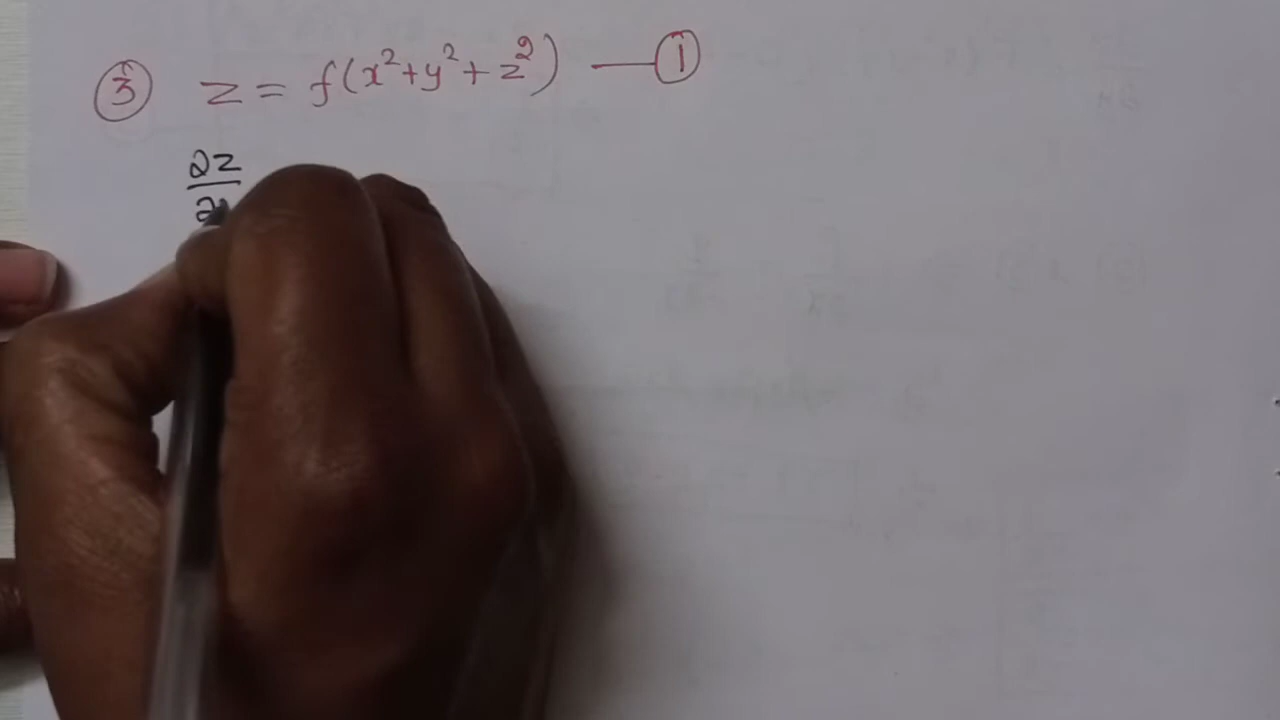 ③ z = f(x²+y²+z²) —①
∂z
∂